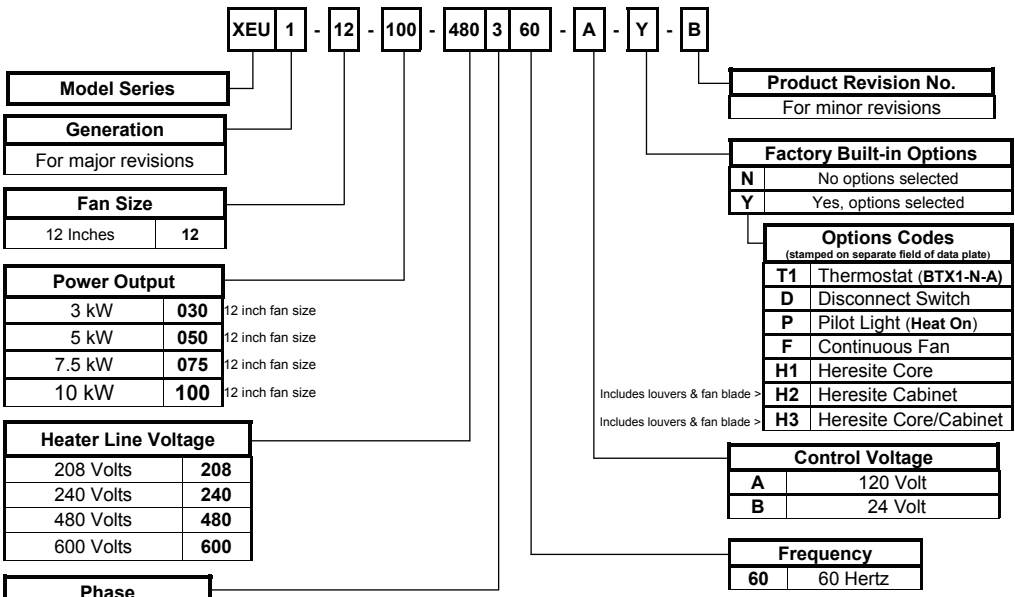 XEU 1 - 12 - 100 - 480 3 60 - A - Y - B
Model Series
Generation
For major revisions
Fan Size
12 Inches 12
Power Output
3 kW 030 12 inch fan size
5 kW 050 12 inch fan size
7.5 kW 075 12 inch fan size
10 kW 100 12 inch fan size
Heater Line Voltage
208 Volts 208
240 Volts 240
480 Volts 480
600 Volts 600
Phase
Product Revision No.
For minor revisions
Factory Built-in Options
N No options selected
Y Yes, options selected
Options Codes
(stamped on separate field of data plate)
T1 Thermostat (BTX1-N-A)
D Disconnect Switch
P Pilot Light (Heat On)
F Continuous Fan
H1 Heresite Core
Includes louvers & fan blade > H2 Heresite Cabinet
Includes louvers & fan blade > H3 Heresite Core/Cabinet
Control Voltage
A 120 Volt
B 24 Volt
Frequency
60 60 Hertz